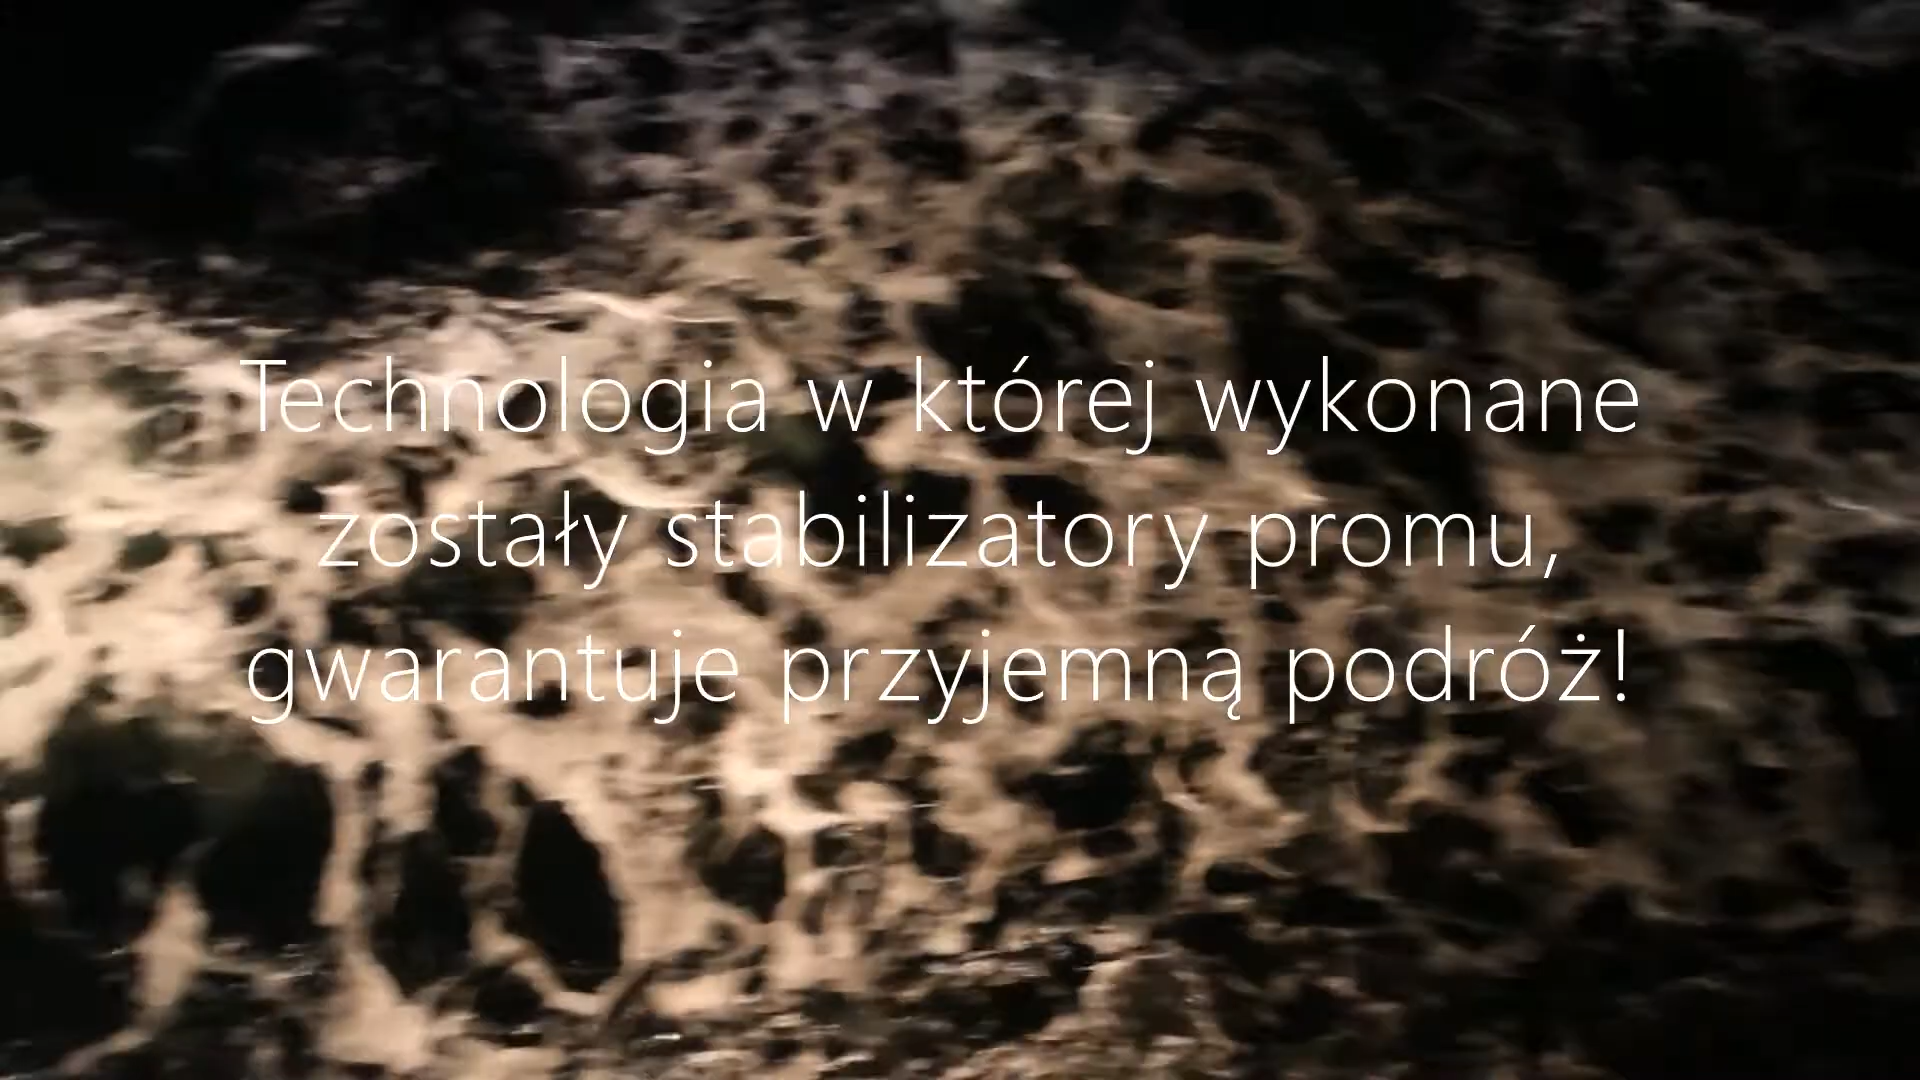 Technologia w której wykonane
zostały stabilizatory promu,
gwarantuje przyjemną podróż!